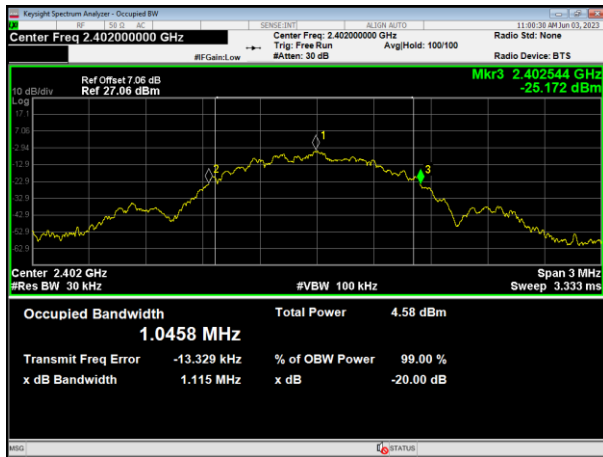 Keysight Spectrum Analyzer - Occupied BW
LXI RF 50 Ω AC SENSE:INT ALIGN AUTO 11:00:38 AM Jun 03, 2023
Center Freq 2.402000000 GHz Center Freq: 2.402000000 GHz Radio Std: None
Trig: Free Run Avg|Hold: 100/100
#IFGain:Low #Atten: 30 dB Radio Device: BTS
Ref Offset 7.06 dB Mkr3 2.402544 GHz
10 dB/div Ref 27.06 dBm -25.172 dBm
Log
17.1
7.06
-2.94
-12.9
-22.9
-32.9
-42.9
-52.9
-62.9
1
2
3
Center 2.402 GHz Span 3 MHz
#Res BW 30 kHz #VBW 100 kHz Sweep 3.333 ms
Occupied Bandwidth Total Power 4.58 dBm
1.0458 MHz
Transmit Freq Error -13.329 kHz % of OBW Power 99.00 %
x dB Bandwidth 1.115 MHz x dB -20.00 dB
MSG STATUS